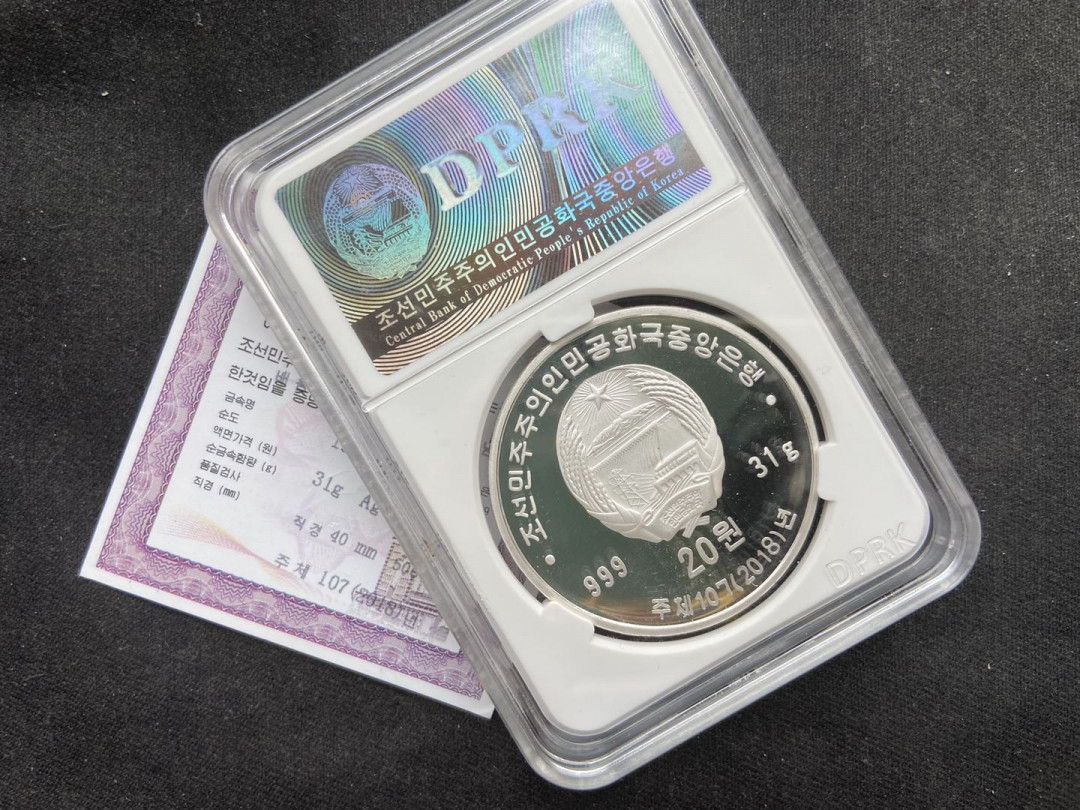 DPRK
조선민주주의인민공화국중앙은행
Central Bank of Democratic People's Republic of Korea
조선민주주의인민공화국중앙은행
999
20원
31g
주체107(2018)년
DPRK
조선민주
한것임을
금속명
순도
액면가격 (원)
순금속함량 (g)
품질검사
직경 (mm)
31g Ag
직경 40 mm
주체 107(2018)년